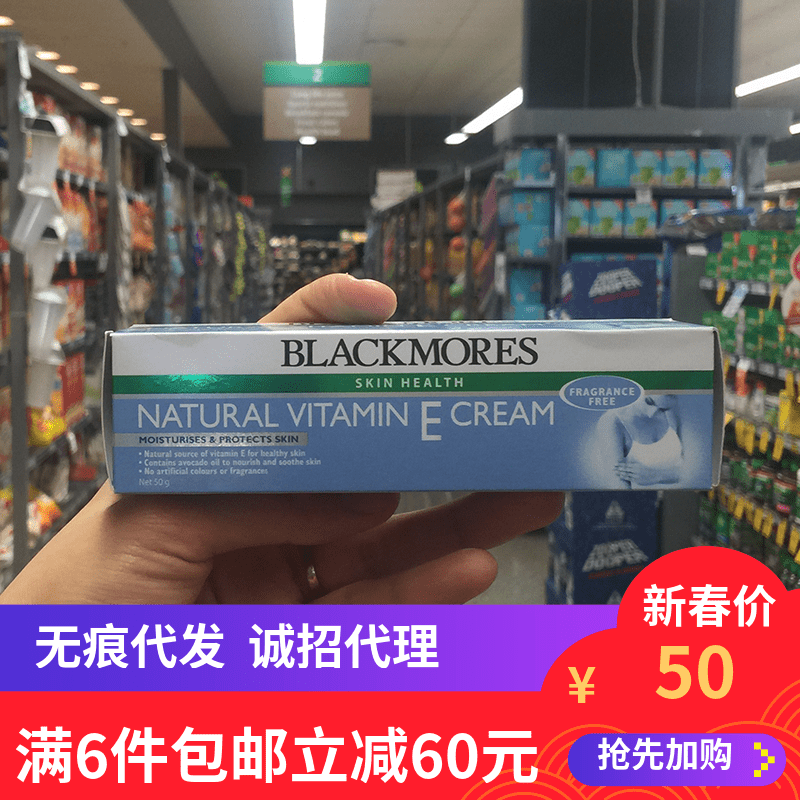 2
BLACKMORES
SKIN HEALTH
NATURAL VITAMIN E CREAM
FRAGRANCE
FREE
MOISTURISES & PROTECTS SKIN
• Natural source of vitamin E for healthy skin
• Contains avocado oil to nourish and soothe skin
• No artificial colours or fragrances
Net 50 g
无痕代发 诚招代理
新春价
¥ 50
满6件包邮立减60元
抢先加购